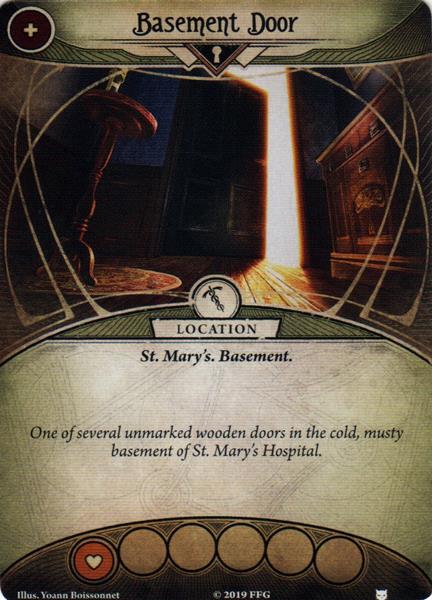 Basement Door
LOCATION
St. Mary's. Basement.
One of several unmarked wooden doors in the cold, musty
basement of St. Mary's Hospital.
Illus. Yoann Boissonnet
© 2019 FFG